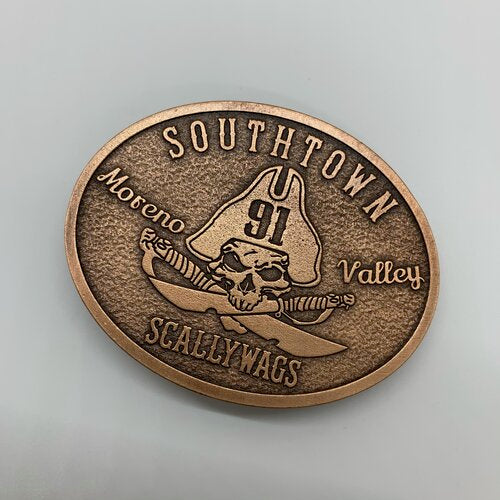 SOUTHTOWN
Moreno
91
Valley
SCALLYWAGS